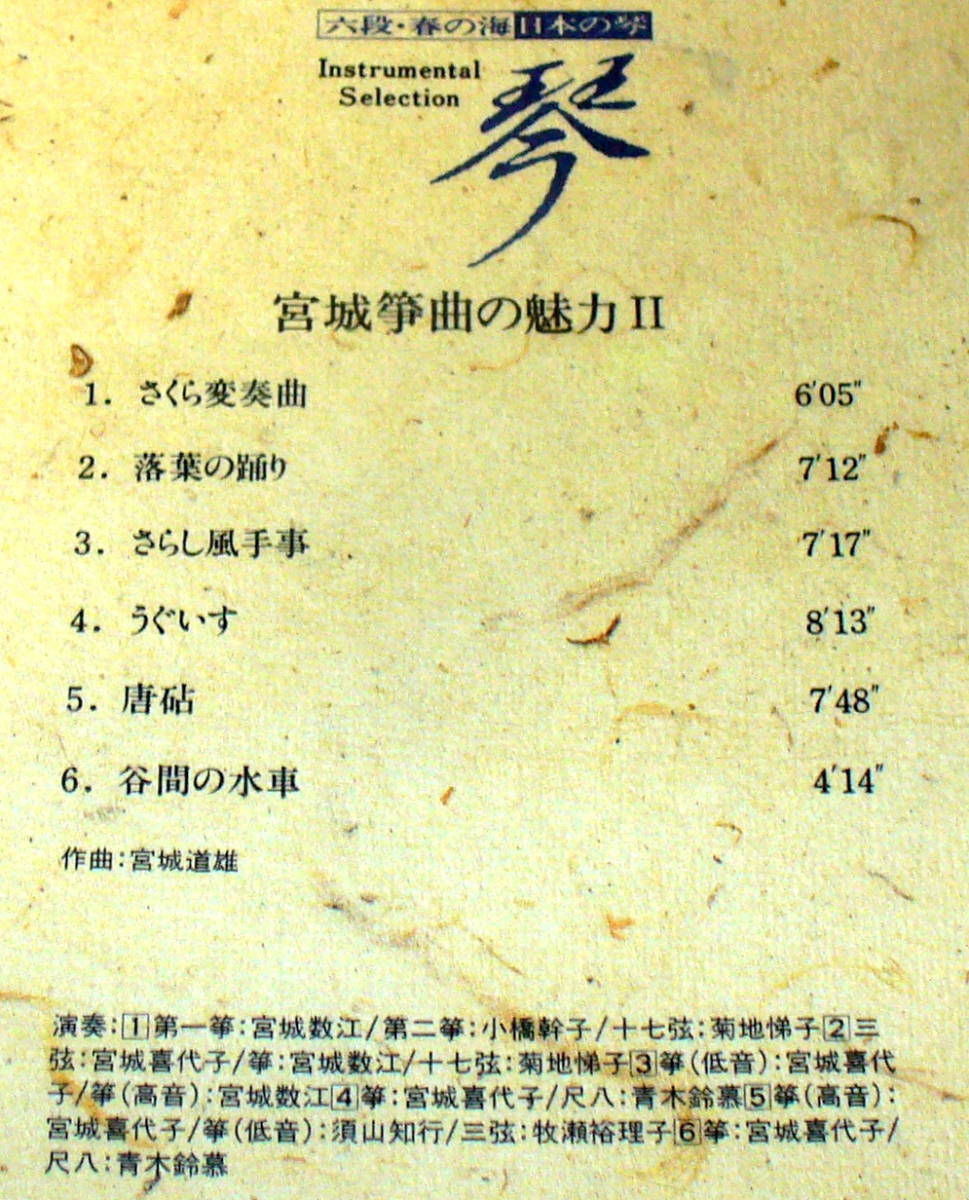 六段・春の海日本の琴
Instrumental
Selection
琴
宮城箏曲の魅力II
1. さくら変奏曲 6'05"
2. 落葉の踊り 7'12"
3. さらし風手事 7'17"
4. うぐいす 8'13"
5. 唐砧 7'48"
6. 谷間の水車 4'14"
作曲:宮城道雄
演奏:1第一箏:宮城数江/第二箏:小橋幹子/十七弦:菊地悌子2三
弦:宮城喜代子/箏:宮城数江/十七弦:菊地悌子3箏(低音):宮城喜代
子/箏(高音):宮城数江4箏:宮城喜代子/尺八:青木鈴慕5箏(高音):
宮城喜代子/箏(低音):須山知行/三弦:牧瀬裕理子6箏:宮城喜代子/
尺八:青木鈴慕